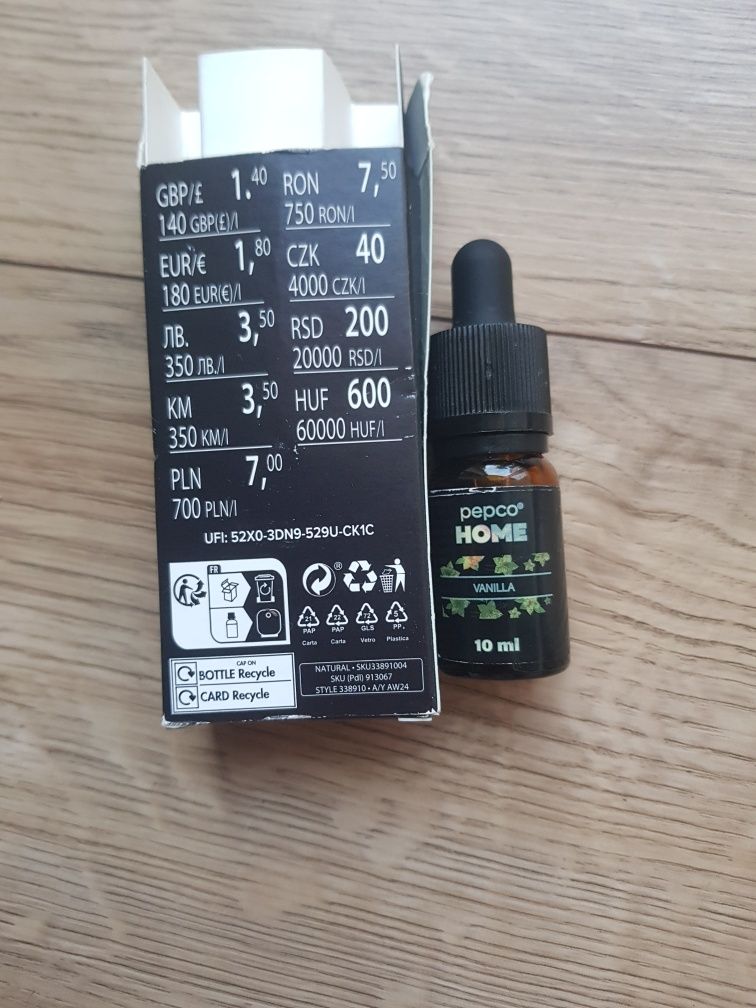 GBP/£ 1.40
140 GBP(£)/l
EUR/€ 1,80
180 EUR(€)/l
ЛВ. 3,50
350 ЛВ./l
KM 3,50
350 KM/l
PLN 7,00
700 PLN/l
RON 7,50
750 RON/l
CZK 40
4000 CZK/l
RSD 200
20000 RSD/l
HUF 600
60000 HUF/l
UFI: 52X0-3DN9-529U-CK1C
FR
®
21 22 72 5
PAP PAP GLS PP.
Carta Carta Vetro Plastica
CAP ON
BOTTLE Recycle
CARD Recycle
NATURAL • SKU33891004
SKU (Pdl) 913067
STYLE 338910 • A/Y AW24
pepco®
HOME
VANILLA
10 ml